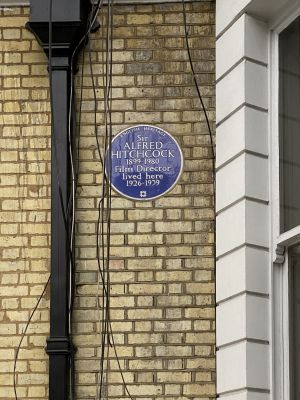 ENGLISH HERITAGE
Sir
ALFRED
HITCHCOCK
1899-1980
Film Director
lived here
1926-1939